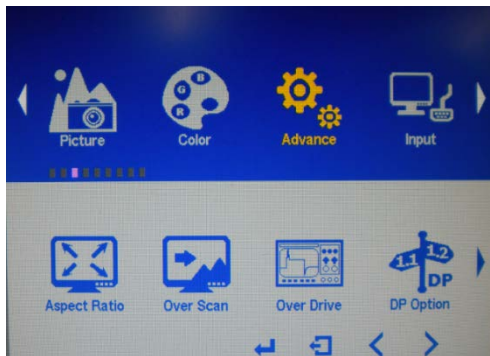 B
G
R
Picture Color Advance Input
1.1 1.2
DP
Aspect Ratio Over Scan Over Drive DP Option